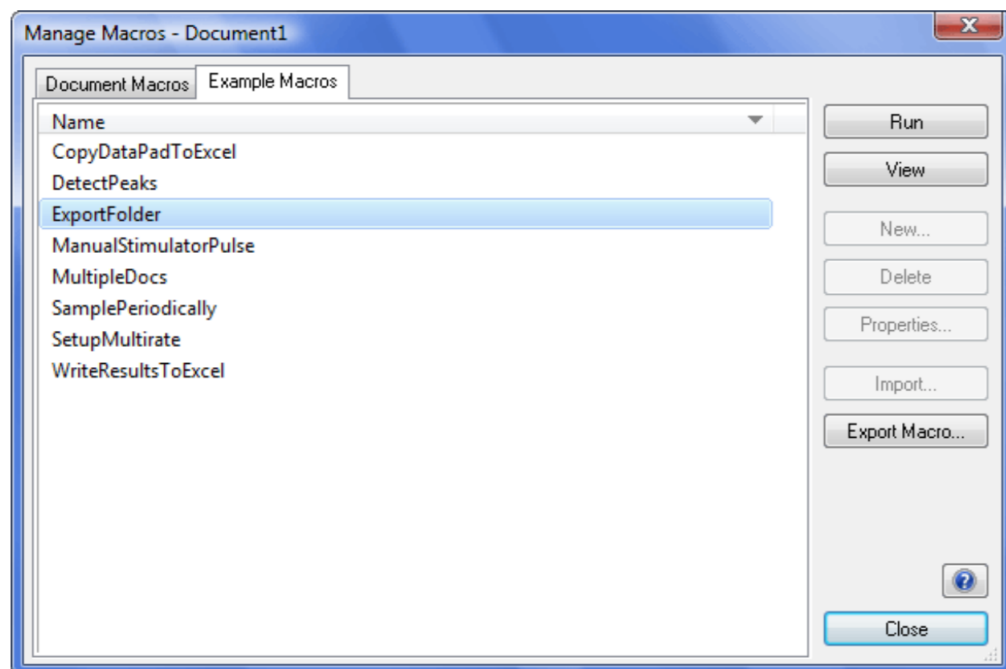 Manage Macros - Document1
Document Macros
Example Macros
Name
CopyDataPadToExcel
DetectPeaks
ExportFolder
ManualStimulatorPulse
MultipleDocs
SamplePeriodically
SetupMultirate
WriteResultsToExcel
Run
View
New...
Delete
Properties...
Import...
Export Macro...
?
Close